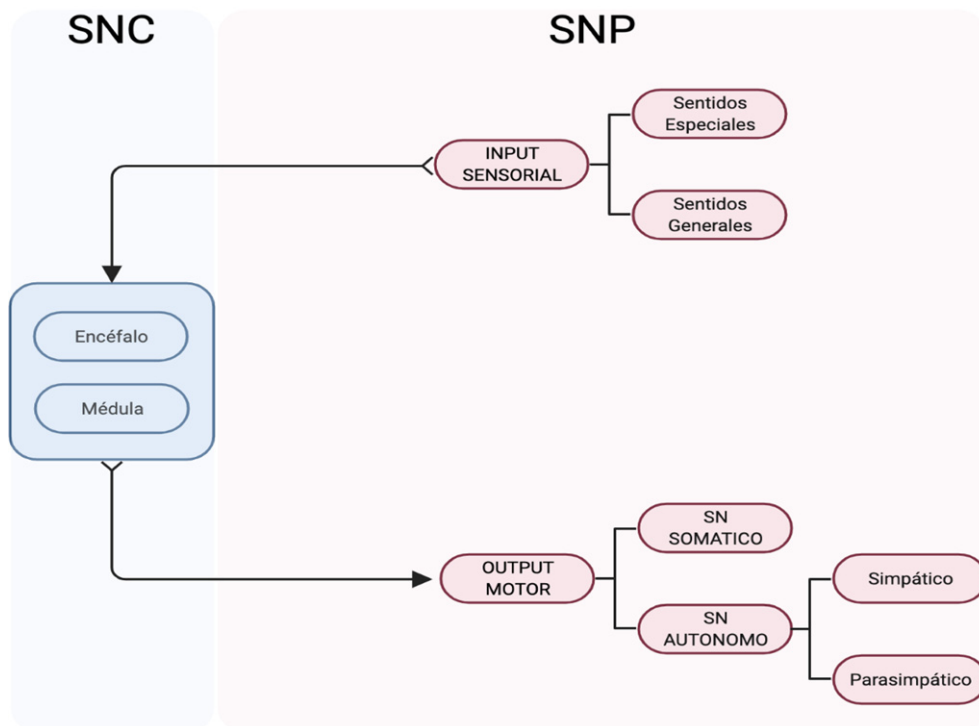 SNC
SNP
Sentidos
Especiales
INPUT
SENSORIAL
Sentidos
Generales
Encéfalo
Médula
SN
SOMATICO
OUTPUT
MOTOR
Simpático
SN
AUTONOMO
Parasimpático